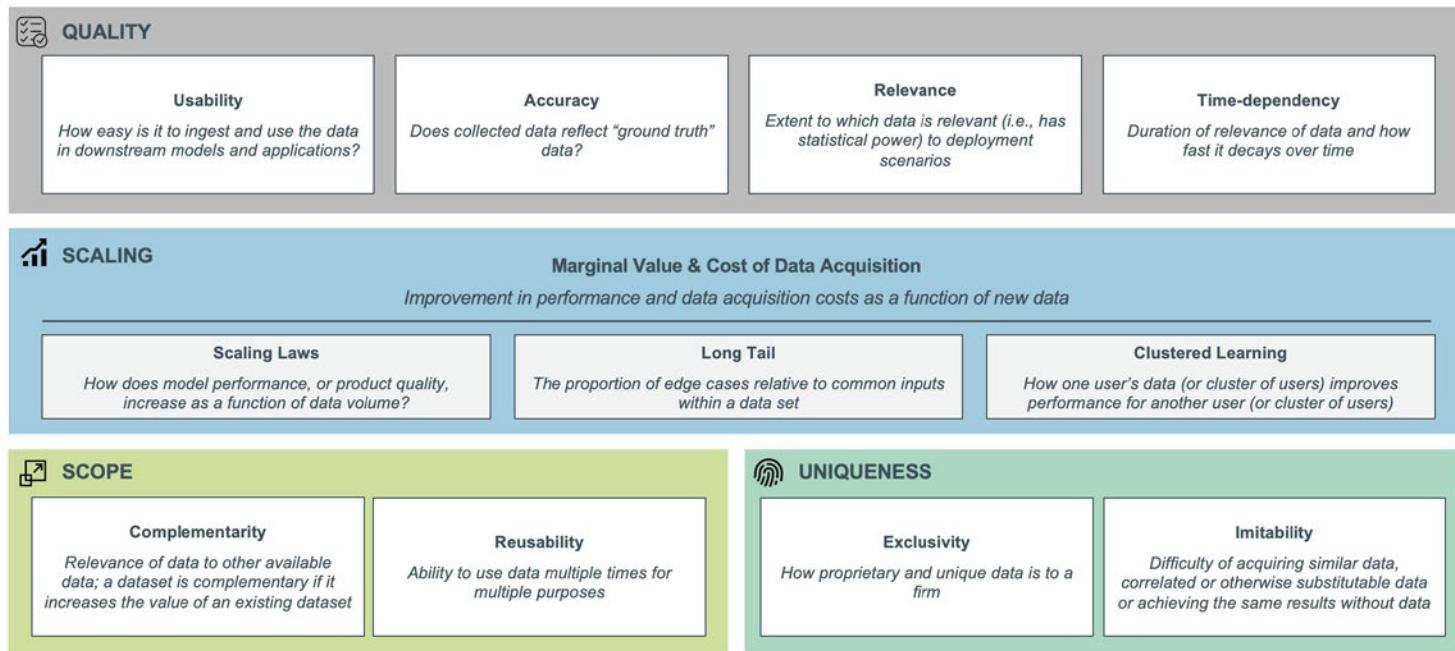 QUALITY
Usability
How easy is it to ingest and use the data
in downstream models and applications?
Accuracy
Does collected data reflect “ground truth”
data?
Relevance
Extent to which data is relevant (i.e., has
statistical power) to deployment
scenarios
Time-dependency
Duration of relevance of data and how
fast it decays over time
SCALING
Marginal Value & Cost of Data Acquisition
Improvement in performance and data acquisition costs as a function of new data
Scaling Laws
How does model performance, or product quality,
increase as a function of data volume?
Long Tail
The proportion of edge cases relative to common inputs
within a data set
Clustered Learning
How one user’s data (or cluster of users) improves
performance for another user (or cluster of users)
SCOPE
Complementarity
Relevance of data to other available
data; a dataset is complementary if it
increases the value of an existing dataset
Reusability
Ability to use data multiple times for
multiple purposes
UNIQUENESS
Exclusivity
How proprietary and unique data is to a
firm
Imitability
Difficulty of acquiring similar data,
correlated or otherwise substitutable data
or achieving the same results without data